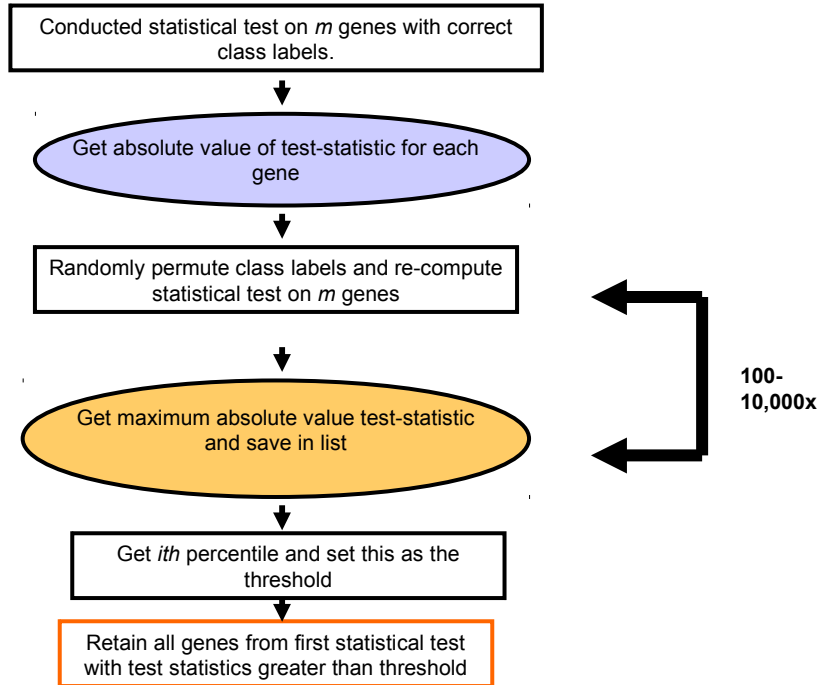 Conducted statistical test on m genes with correct
class labels.
Get absolute value of test-statistic for each
gene
Randomly permute class labels and re-compute
statistical test on m genes
100-
10,000x
Get maximum absolute value test-statistic
and save in list
Get ith percentile and set this as the
threshold
Retain all genes from first statistical test
with test statistics greater than threshold